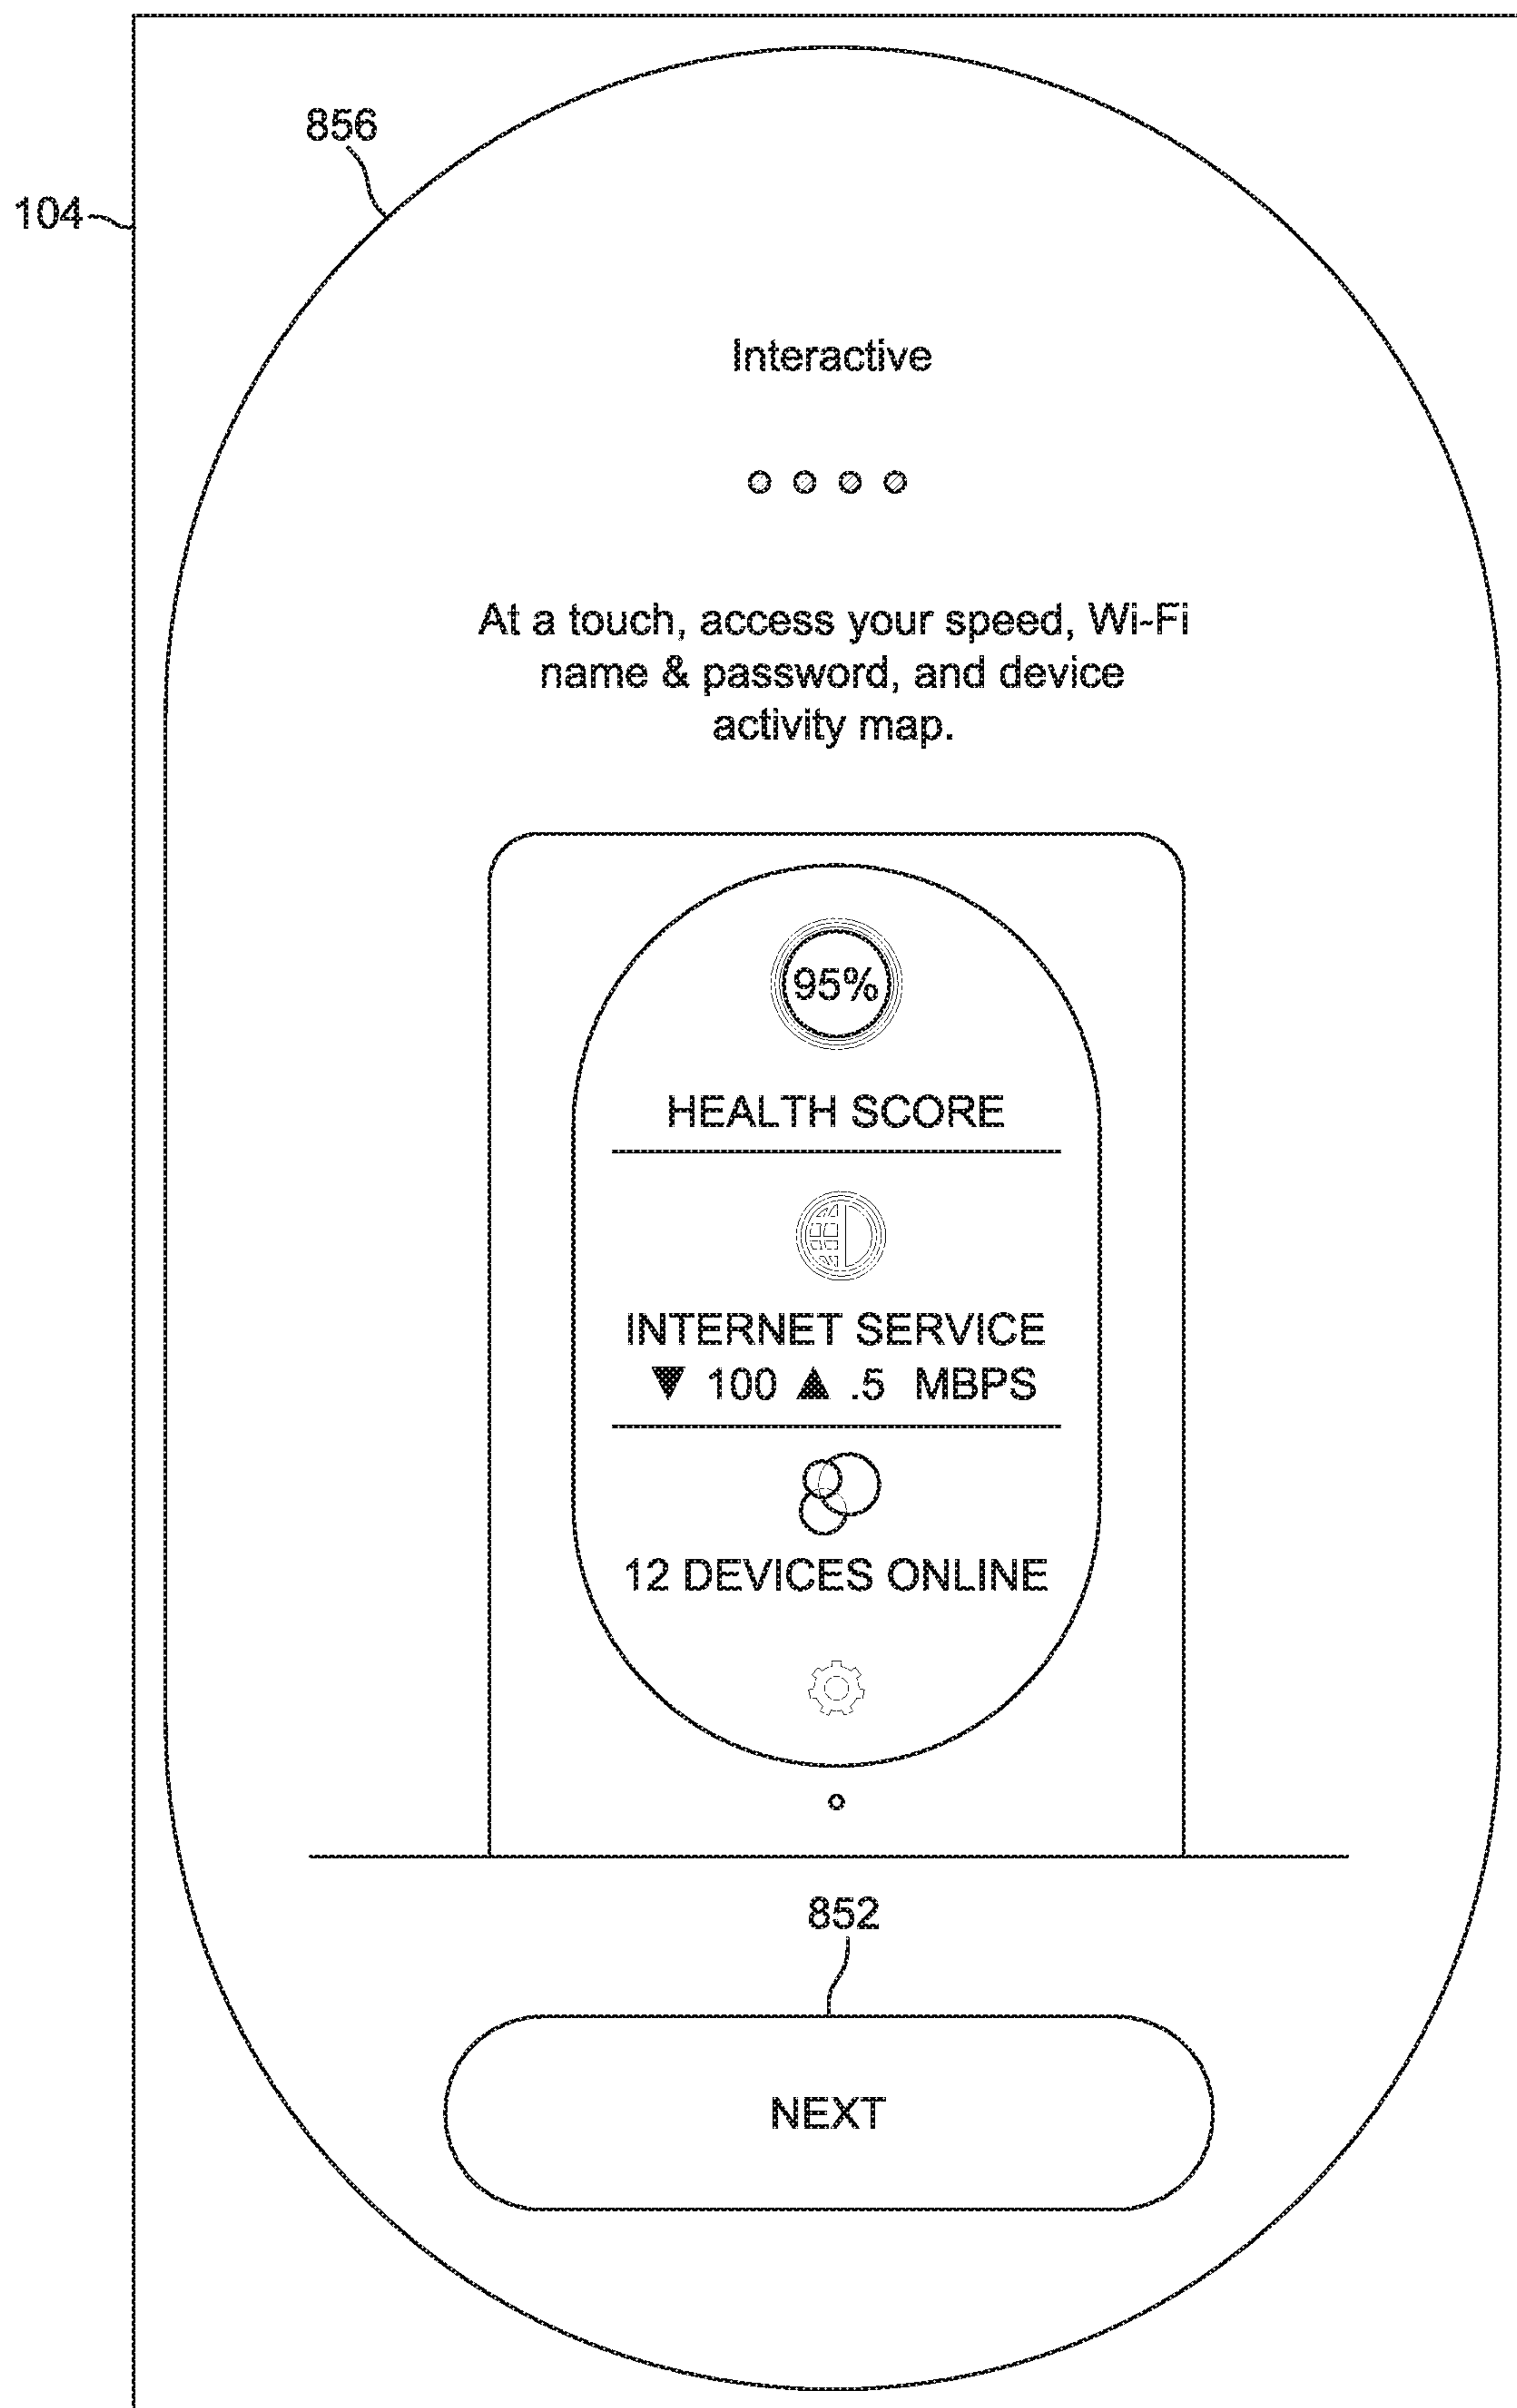 856
104
Interactive
At a touch, access your speed, Wi-Fi
name & password, and device
activity map.
95%
HEALTH SCORE
INTERNET SERVICE
▼ 100 ▲ .5 MBPS
12 DEVICES ONLINE
852
NEXT